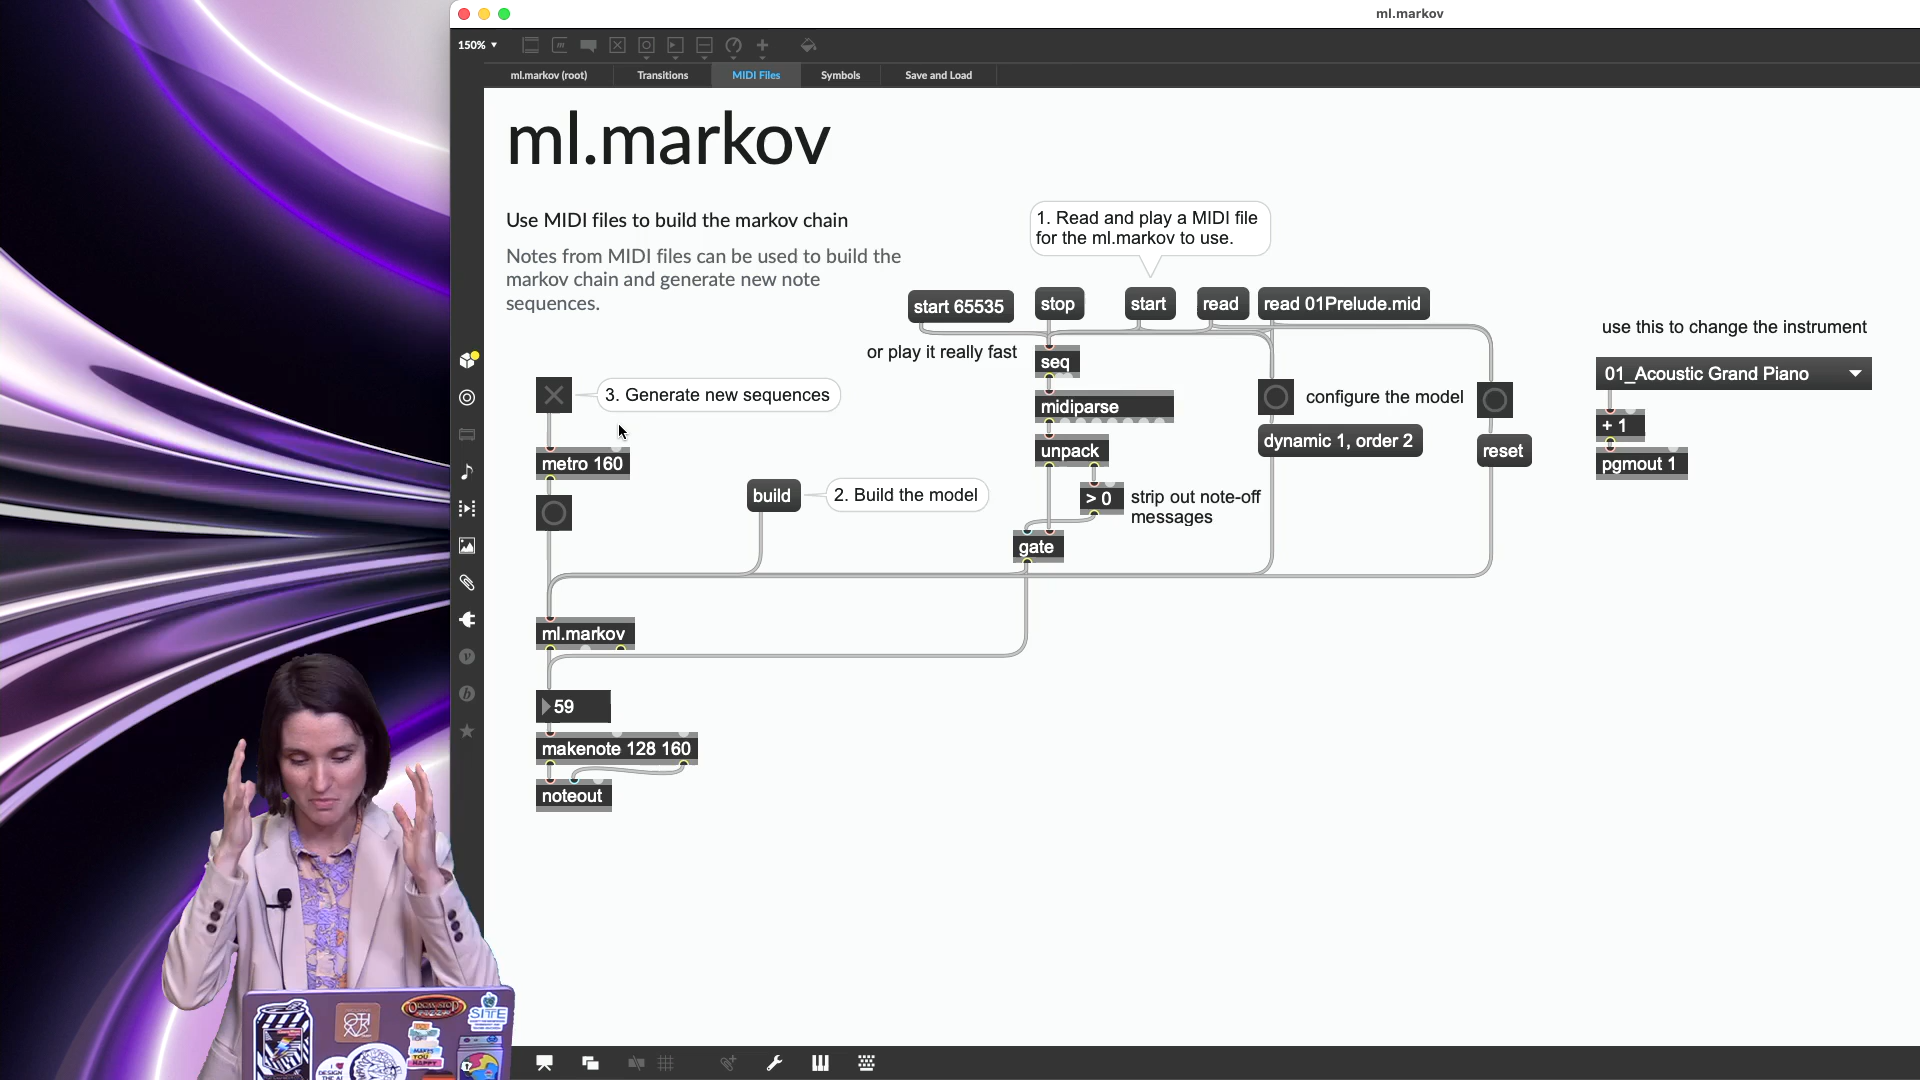 ml.markov
150%
ml.markov (root)
Transitions
MIDI Files
Symbols
Save and Load
ml.markov
Use MIDI files to build the markov chain
Notes from MIDI files can be used to build the
markov chain and generate new note
sequences.
1. Read and play a MIDI file
for the ml.markov to use.
start 65535
stop
start
read
read 01Prelude.mid
or play it really fast
seq
midiparse
unpack
> 0
strip out note-off
messages
gate
configure the model
dynamic 1, order 2
reset
use this to change the instrument
01_Acoustic Grand Piano
+ 1
pgmout 1
3. Generate new sequences
metro 160
build
2. Build the model
ml.markov
59
makenote 128 160
noteout
SITE
MAKES
YOU
HAPPY
DESIGN